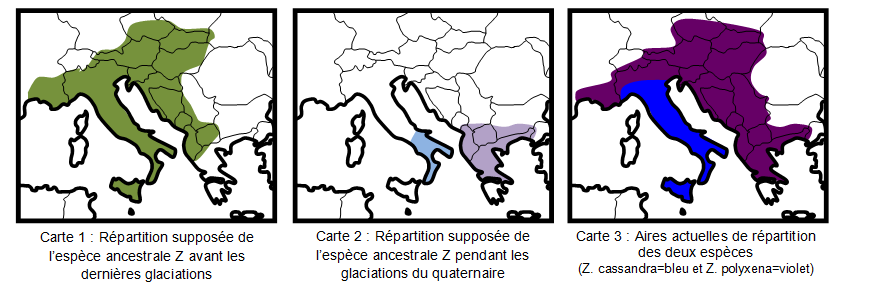 Carte 1 : Répartition supposée de
l'espèce ancestrale Z avant les
dernières glaciations
Carte 2 : Répartition supposée de
l'espèce ancestrale Z pendant les
glaciations du quaternaire
Carte 3 : Aires actuelles de répartition
des deux espèces
(Z. cassandra=bleu et Z. polyxena=violet)